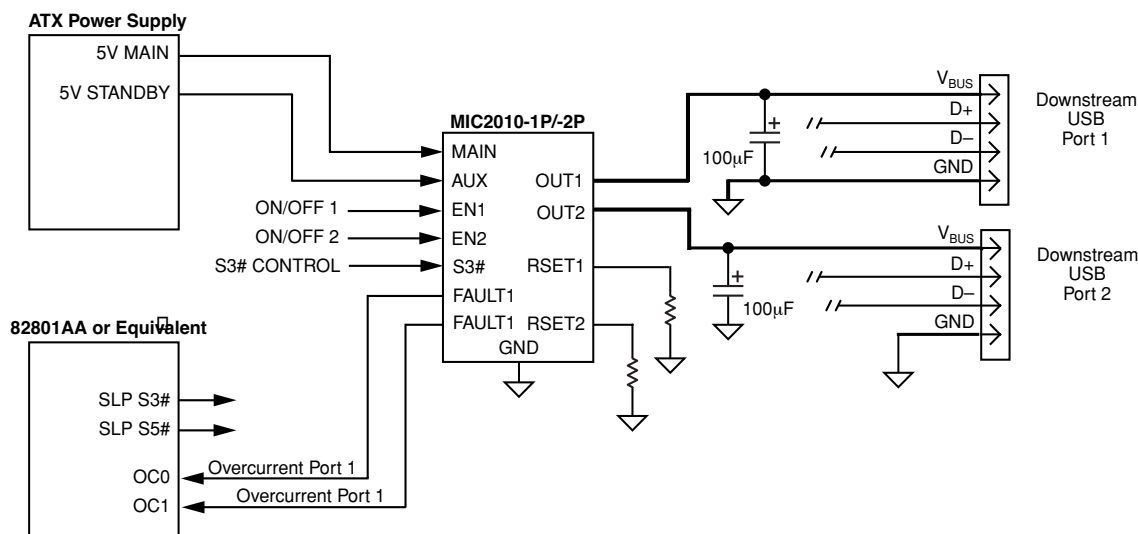 ATX Power Supply
5V MAIN
5V STANDBY
MIC2010-1P/-2P
MAIN
AUX
EN1
EN2
S3#
FAULT1
FAULT1
OUT1
OUT2
RSET1
RSET2
GND
ON/OFF 1
ON/OFF 2
S3# CONTROL
82801AA or Equivalent
SLP S3#
SLP S5#
OC0
OC1
Overcurrent Port 1
Overcurrent Port 1
100µF
+
VBUS
D+
D–
GND
Downstream
USB
Port 1
100µF
+
VBUS
D+
D–
GND
Downstream
USB
Port 2